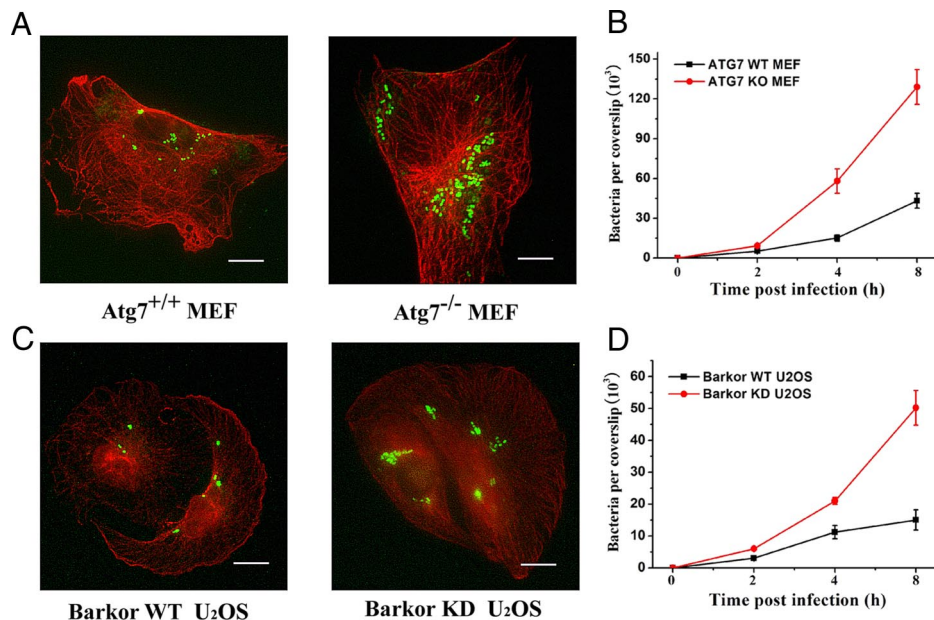 A
Atg7+/+ MEF
Atg7-/- MEF
B
ATG7 WT MEF
ATG7 KO MEF
Bacteria per coverslip (10³)
150
120
90
60
30
0
0 2 4 8
Time post infection (h)
C
Barkor WT U2OS
Barkor KD U2OS
D
Barkor WT U2OS
Barkor KD U2OS
Bacteria per coverslip (10³)
60
50
40
30
20
10
0
0 2 4 8
Time post infection (h)